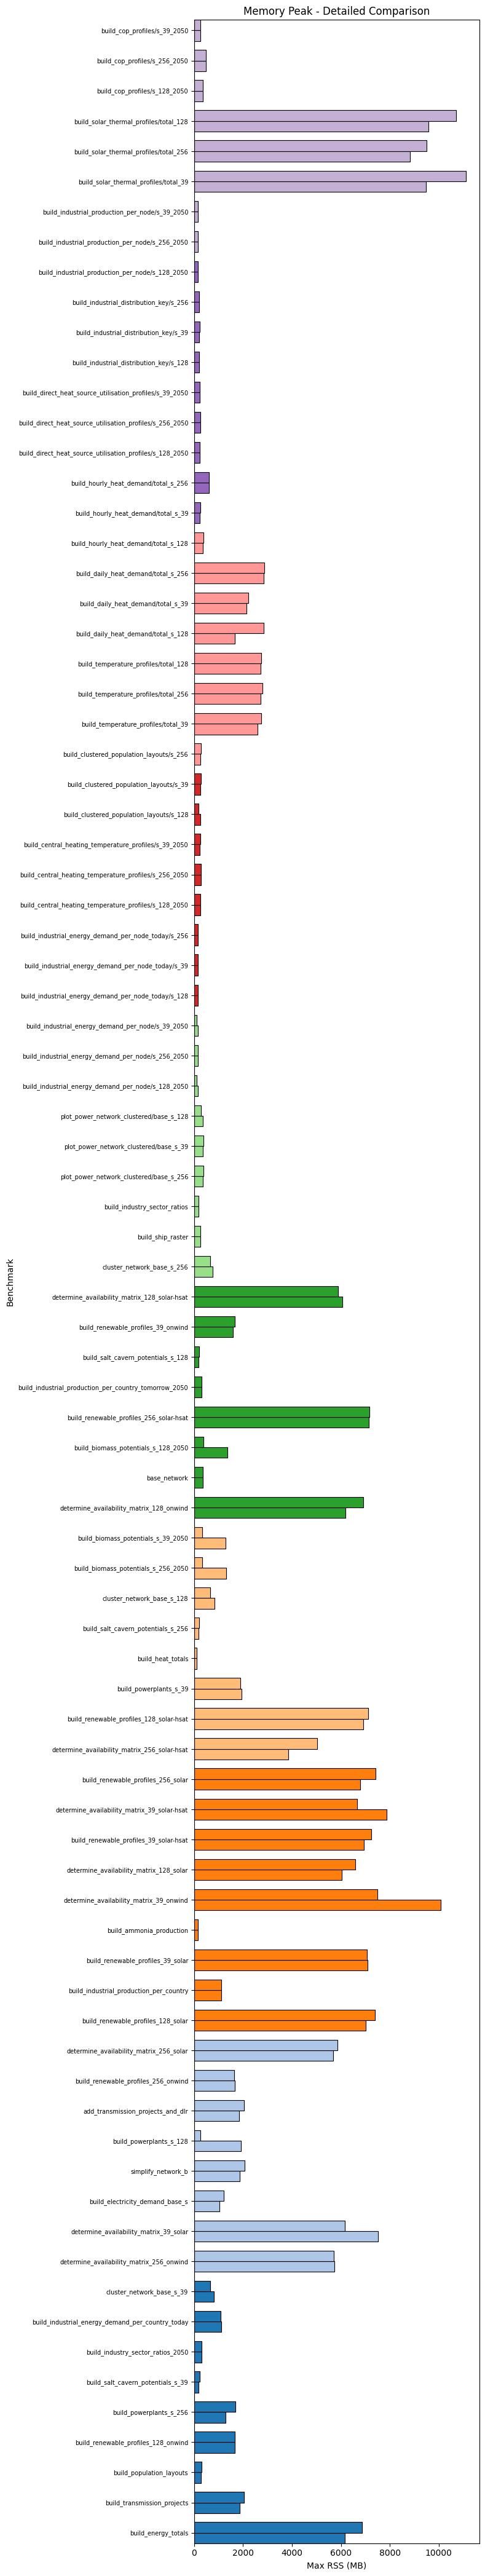 Memory Peak - Detailed Comparison
build_cop_profiles/s_39_2050
build_cop_profiles/s_256_2050
build_cop_profiles/s_128_2050
build_solar_thermal_profiles/total_128
build_solar_thermal_profiles/total_256
build_solar_thermal_profiles/total_39
build_industrial_production_per_node/s_39_2050
build_industrial_production_per_node/s_256_2050
build_industrial_production_per_node/s_128_2050
build_industrial_distribution_key/s_256
build_industrial_distribution_key/s_39
build_industrial_distribution_key/s_128
build_direct_heat_source_utilisation_profiles/s_39_2050
build_direct_heat_source_utilisation_profiles/s_256_2050
build_direct_heat_source_utilisation_profiles/s_128_2050
build_hourly_heat_demand/total_s_256
build_hourly_heat_demand/total_s_39
build_hourly_heat_demand/total_s_128
build_daily_heat_demand/total_s_256
build_daily_heat_demand/total_s_39
build_daily_heat_demand/total_s_128
build_temperature_profiles/total_128
build_temperature_profiles/total_256
build_temperature_profiles/total_39
build_clustered_population_layouts/s_256
build_clustered_population_layouts/s_39
build_clustered_population_layouts/s_128
build_central_heating_temperature_profiles/s_39_2050
build_central_heating_temperature_profiles/s_256_2050
build_central_heating_temperature_profiles/s_128_2050
build_industrial_energy_demand_per_node_today/s_256
build_industrial_energy_demand_per_node_today/s_39
build_industrial_energy_demand_per_node_today/s_128
build_industrial_energy_demand_per_node/s_39_2050
build_industrial_energy_demand_per_node/s_256_2050
build_industrial_energy_demand_per_node/s_128_2050
plot_power_network_clustered/base_s_128
plot_power_network_clustered/base_s_39
plot_power_network_clustered/base_s_256
build_industry_sector_ratios
build_ship_raster
cluster_network_base_s_256
Benchmark
determine_availability_matrix_128_solar-hsat
build_renewable_profiles_39_onwind
build_salt_cavern_potentials_s_128
build_industrial_production_per_country_tomorrow_2050
build_renewable_profiles_256_solar-hsat
build_biomass_potentials_s_128_2050
base_network
determine_availability_matrix_128_onwind
build_biomass_potentials_s_39_2050
build_biomass_potentials_s_256_2050
cluster_network_base_s_128
build_salt_cavern_potentials_s_256
build_heat_totals
build_powerplants_s_39
build_renewable_profiles_128_solar-hsat
determine_availability_matrix_256_solar-hsat
build_renewable_profiles_256_solar
determine_availability_matrix_39_solar-hsat
build_renewable_profiles_39_solar-hsat
determine_availability_matrix_128_solar
determine_availability_matrix_39_onwind
build_ammonia_production
build_renewable_profiles_39_solar
build_industrial_production_per_country
build_renewable_profiles_128_solar
determine_availability_matrix_256_solar
build_renewable_profiles_256_onwind
add_transmission_projects_and_dlr
build_powerplants_s_128
simplify_network_b
build_electricity_demand_base_s
determine_availability_matrix_39_solar
determine_availability_matrix_256_onwind
cluster_network_base_s_39
build_industrial_energy_demand_per_country_today
build_industry_sector_ratios_2050
build_salt_cavern_potentials_s_39
build_powerplants_s_256
build_renewable_profiles_128_onwind
build_population_layouts
build_transmission_projects
build_energy_totals
0 2000 4000 6000 8000 10000
Max RSS (MB)